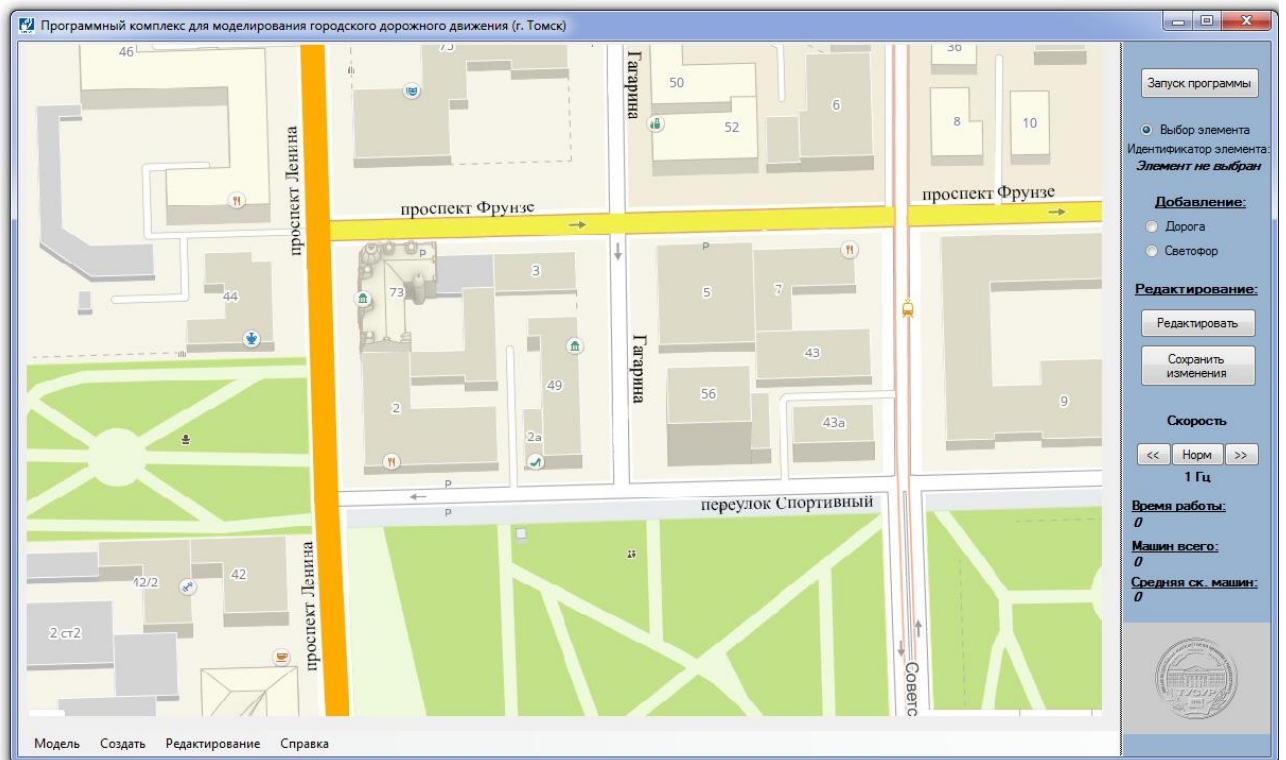 Программный комплекс для моделирования городского дорожного движения (г. Томск)
46
75
Гагарина
50
52
6
36
8
10
проспект Ленина
проспект Фрунзе
проспект Фрунзе
44
73
P
3
P
5
7
43
Гагарина
49
2
2а
56
43а
9
P
P
переулок Спортивный
42/2
42
2 ст2
проспект Ленина
Советс
Запуск программы
Выбор элемента
Идентификатор элемента:
Элемент не выбран
Добавление:
Дорога
Светофор
Редактирование:
Редактировать
Сохранить
изменения
Скорость
<< Норм >>
1 Гц
Время работы:
0
Машин всего:
0
Средняя ск. машин:
0
ТУСУР
Модель Создать Редактирование Справка